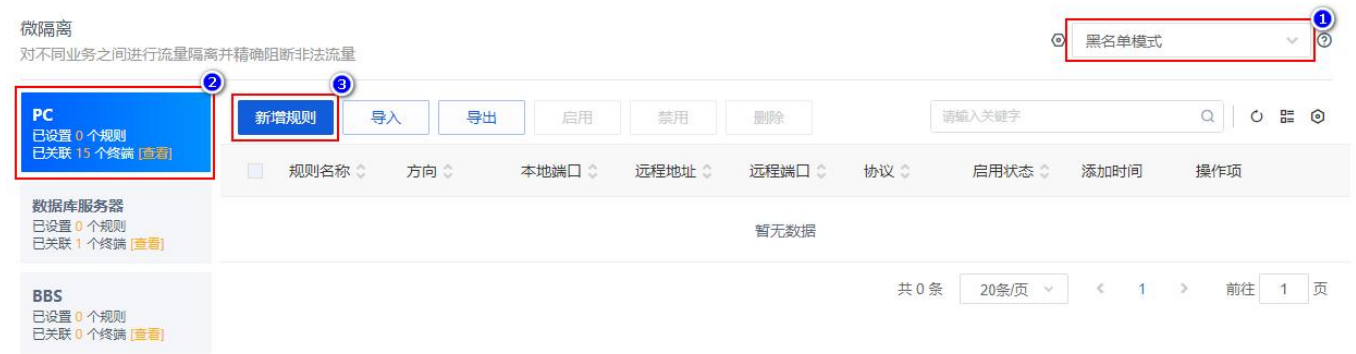 微隔离
对不同业务之间进行流量隔离并精确阻断非法流量
黑名单模式
1
2
3
PC
已设置 0 个规则
已关联 15 个终端 [查看]
数据库服务器
已设置 0 个规则
已关联 1 个终端 [查看]
BBS
已设置 0 个规则
已关联 0 个终端 [查看]
新增规则 导入 导出 启用 禁用 删除 请输入关键字
规则名称 方向 本地端口 远程地址 远程端口 协议 启用状态 添加时间 操作项
暂无数据
共 0 条 20条/页 < 1 > 前往 1 页